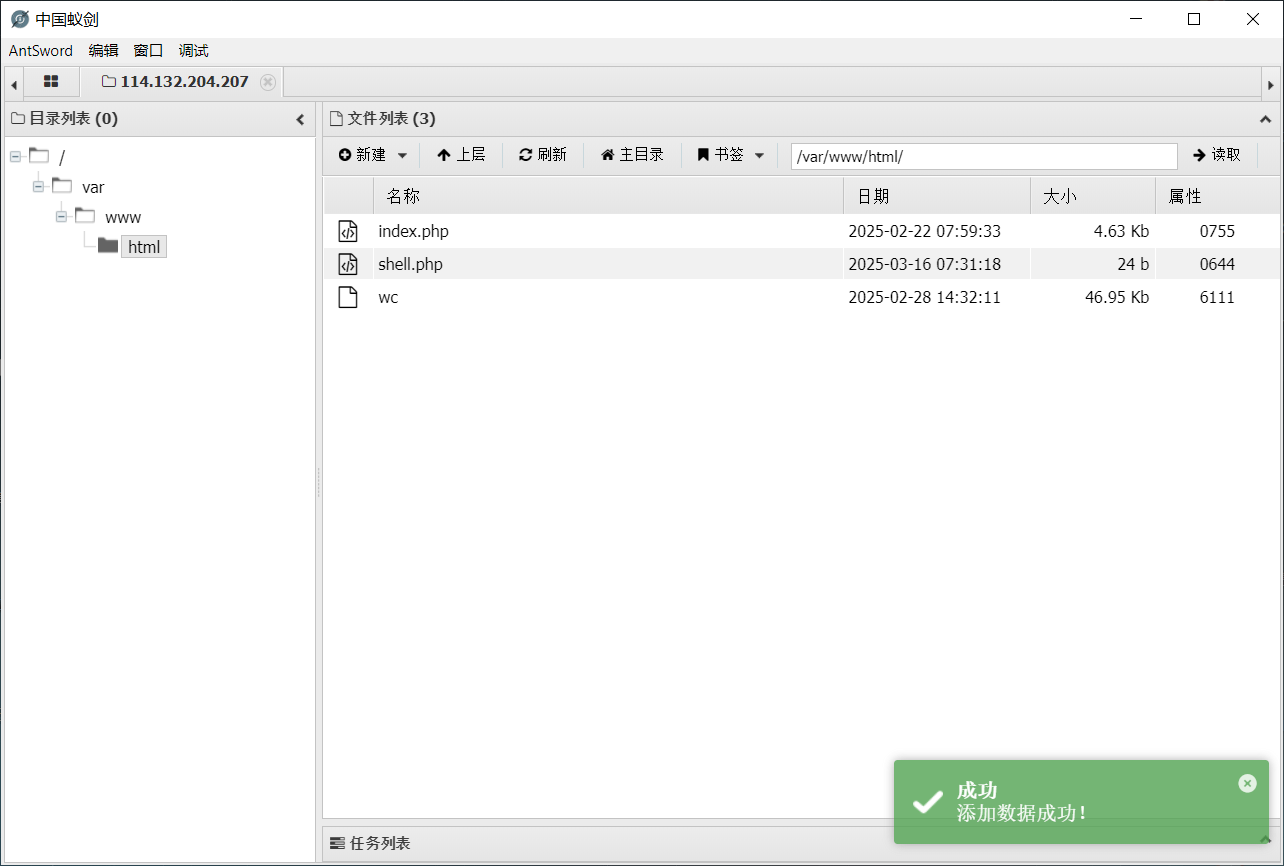 中国蚁剑
AntSword 编辑 窗口 调试
114.132.204.207
目录列表 (0)
文件列表 (3)
新建 上层 刷新 主目录 书签 /var/www/html/ 读取
/
var
www
html
名称 日期 大小 属性
index.php 2025-02-22 07:59:33 4.63 Kb 0755
shell.php 2025-03-16 07:31:18 24 b 0644
wc 2025-02-28 14:32:11 46.95 Kb 6111
成功
添加数据成功!
任务列表